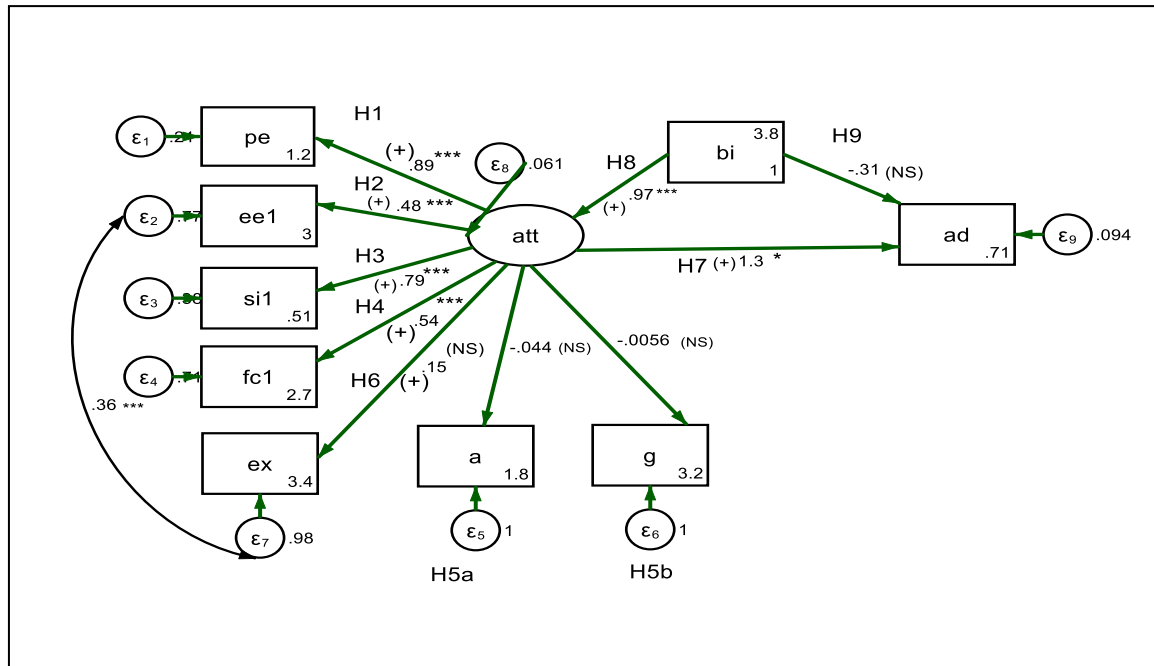 H1
ε1
pe
1.2
(+) .89 ***
ε8 .061
3.8
bi
1
H9
-.31 (NS)
H8
(+) .97 ***
H2
(+) .48 ***
ε2
ee1
3
att
ad
.71
ε9 .094
H7 (+) 1.3 *
H3
(+) .79 ***
ε3
si1
.51
H4
(+) .54 ***
ε4
fc1
2.7
-.044 (NS)
-.0056 (NS)
H6 (+) .15 (NS)
.36 ***
ex
3.4
a
1.8
g
3.2
ε7 .98
ε5 1
ε6 1
H5a
H5b